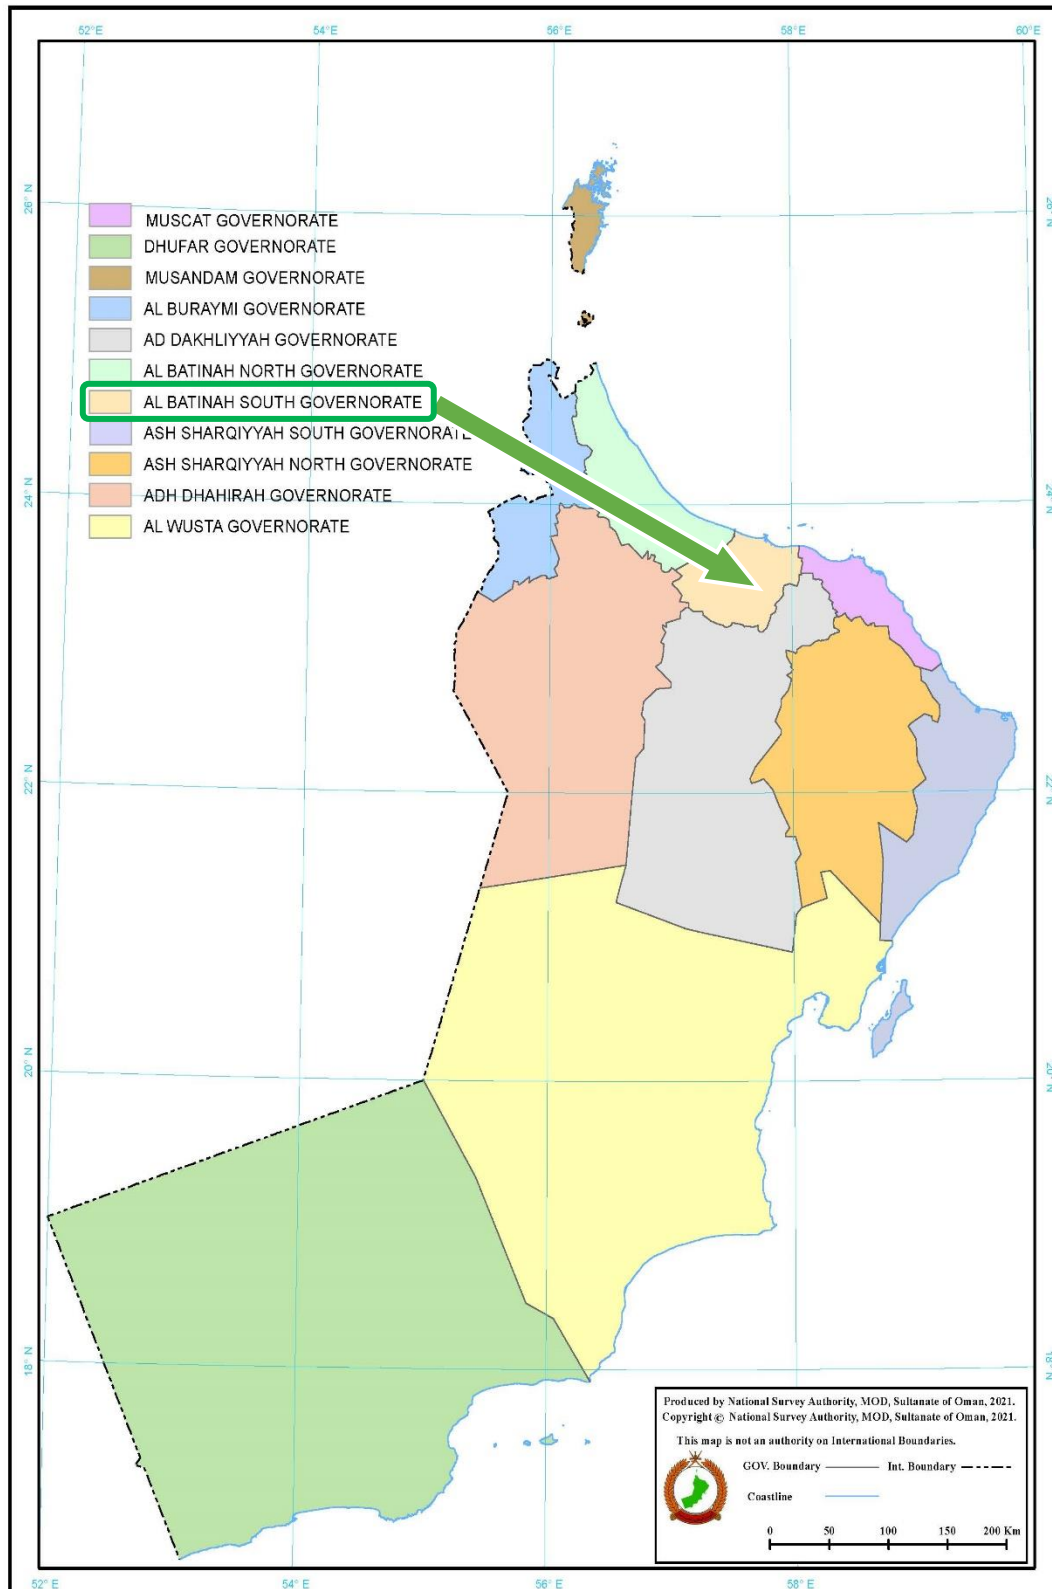 52° E 54° E 56° E 58° E 60° E
26° N
MUSCAT GOVERNORATE
DHUFAR GOVERNORATE
MUSANDAM GOVERNORATE
AL BURAYMI GOVERNORATE
AD DAKHLIYYAH GOVERNORATE
AL BATINAH NORTH GOVERNORATE
AL BATINAH SOUTH GOVERNORATE
ASH SHARQIYYAH SOUTH GOVERNORATE
ASH SHARQIYYAH NORTH GOVERNORATE
ADH DHAHIRAH GOVERNORATE
AL WUSTA GOVERNORATE
24° N
22° N
20° N
18° N
Produced by National Survey Authority, MOD, Sultanate of Oman, 2021.
Copyright © National Survey Authority, MOD, Sultanate of Oman, 2021.
This map is not an authority on International Boundaries.
GOV. Boundary Int. Boundary
Coastline
0 50 100 150 200 Km
52° E 54° E 56° E 58° E